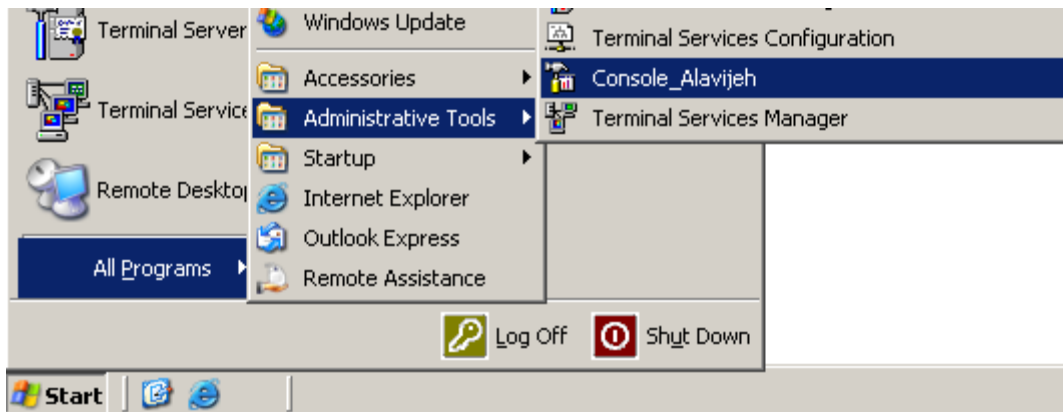 Terminal Server
Terminal Service
Remote Desktop
All Programs
Windows Update
Accessories
Administrative Tools
Startup
Internet Explorer
Outlook Express
Remote Assistance
Terminal Services Configuration
Console_Alavijeh
Terminal Services Manager
Log Off
Shut Down
Start